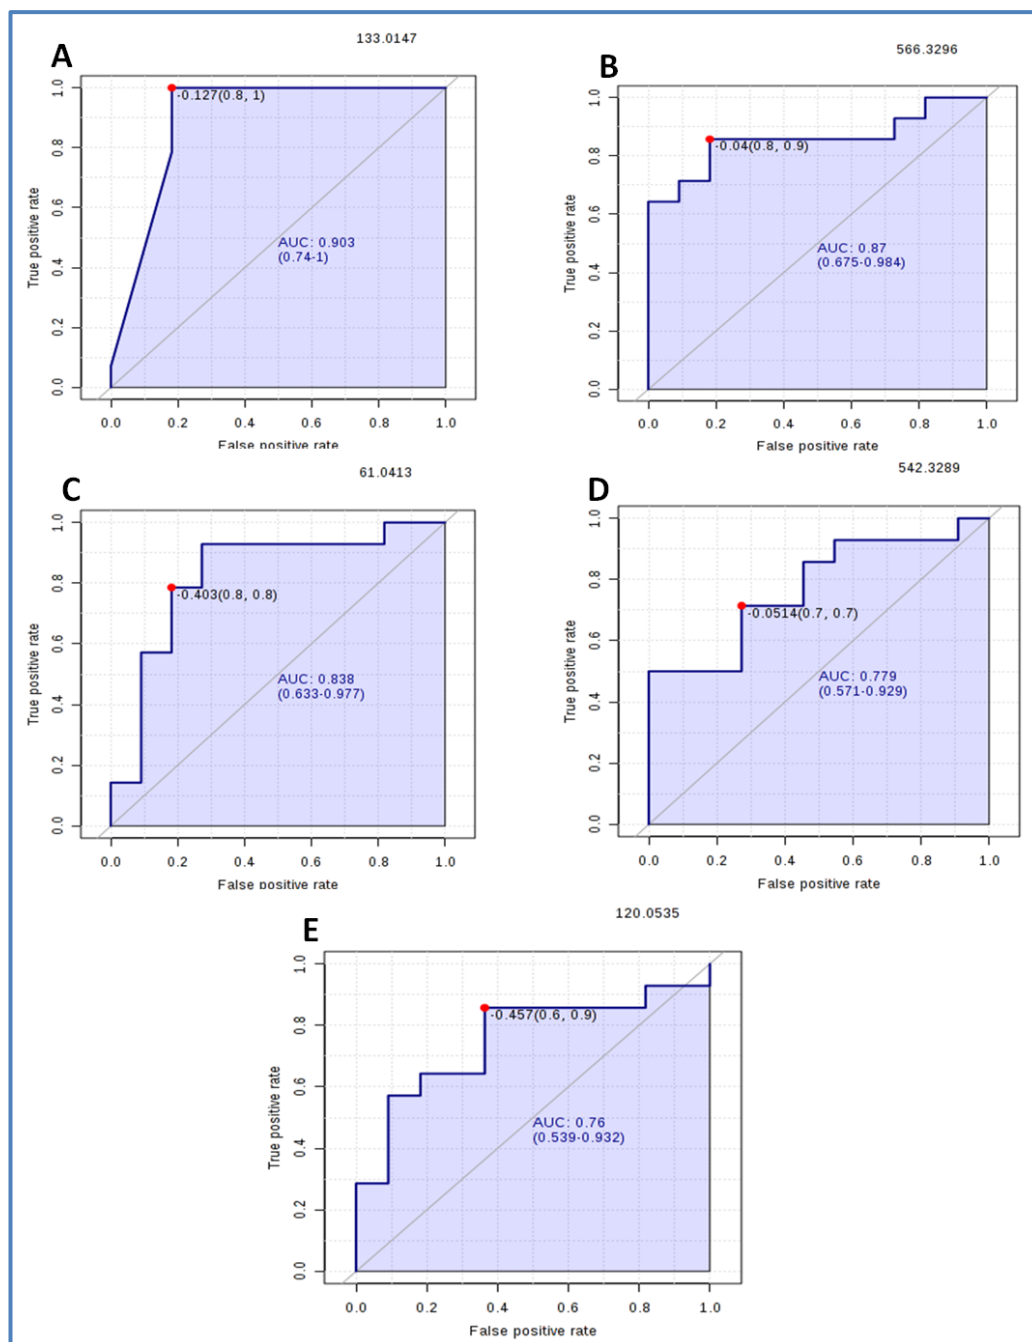 A
133.0147
-0.127(0.8, 1)
AUC: 0.903
(0.74-1)
True positive rate
0.0 0.2 0.4 0.6 0.8 1.0
0.0 0.2 0.4 0.6 0.8 1.0
False positive rate
B
566.3296
-0.04(0.8, 0.9)
AUC: 0.87
(0.675-0.984)
True positive rate
0.0 0.2 0.4 0.6 0.8 1.0
0.0 0.2 0.4 0.6 0.8 1.0
False positive rate
C
61.0413
-0.403(0.8, 0.8)
AUC: 0.838
(0.633-0.977)
True positive rate
0.0 0.2 0.4 0.6 0.8 1.0
0.0 0.2 0.4 0.6 0.8 1.0
False positive rate
D
542.3289
-0.0514(0.7, 0.7)
AUC: 0.779
(0.571-0.929)
True positive rate
0.0 0.2 0.4 0.6 0.8 1.0
0.0 0.2 0.4 0.6 0.8 1.0
False positive rate
E
120.0535
-0.457(0.6, 0.9)
AUC: 0.76
(0.539-0.932)
True positive rate
0.0 0.2 0.4 0.6 0.8 1.0
0.0 0.2 0.4 0.6 0.8 1.0
False positive rate